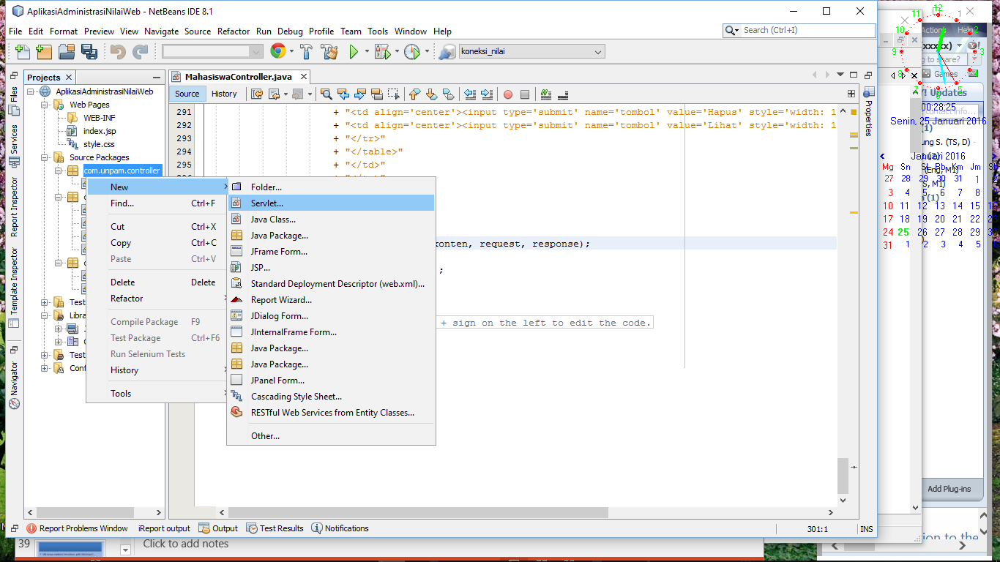 AplikasiAdministrasiNilaiWeb - NetBeans IDE 8.1
File Edit Format Preview View Navigate Source Refactor Run Debug Profile Team Tools Window Help
Search (Ctrl+I)
koneksi_nilai
Projects
MahasiswaController.java
Source History
Files
Services
Report Inspector
Template Inspector
Navigator
Properties
AplikasiAdministrasiNilaiWeb
Web Pages
WEB-INF
index.jsp
style.css
Source Packages
com.unpam.controller
Test
Libra
Test
Conf
291 + "<td align='center'><input type='submit' name='tombol' value='Hapus' style='width: 1
292 + "<td align='center'><input type='submit' name='tombol' value='Lihat' style='width: 1
293 + "</tr>"
294 + "</table>"
295 + "</td>"
konten, request, response);
;
+ sign on the left to edit the code.
New
Find... Ctrl+F
Cut Ctrl+X
Copy Ctrl+C
Paste Ctrl+V
Delete Delete
Refactor
Compile Package F9
Test Package Ctrl+F6
Run Selenium Tests
History
Tools
Folder...
Servlet...
Java Class...
Java Package...
JFrame Form...
JSP...
Standard Deployment Descriptor (web.xml)...
Report Wizard...
JDialog Form...
JInternalFrame Form...
Java Package...
Java Package...
JPanel Form...
Cascading Style Sheet...
RESTful Web Services from Entity Classes...
Other...
Report Problems Window iReport output Output Test Results Notifications
301:1 INS
39 Click to add notes
Actions Help
(xxxxx)
g to share?
Games
! Updates
00:28:25
Contact info...
Senin, 25 Januari 2016
(1)
ung S. (TS, D) -
Januari 2016
Mg Sn Sl Rb Km Jm Sb
27 28 29 30 31 1
3 4 5 6 7 8
10 11 12 13 14 15
17 18 19 20 21 22
24 25 26 27 28 29
31 1 2 3 4 5
Add Plug-ins
ion to the